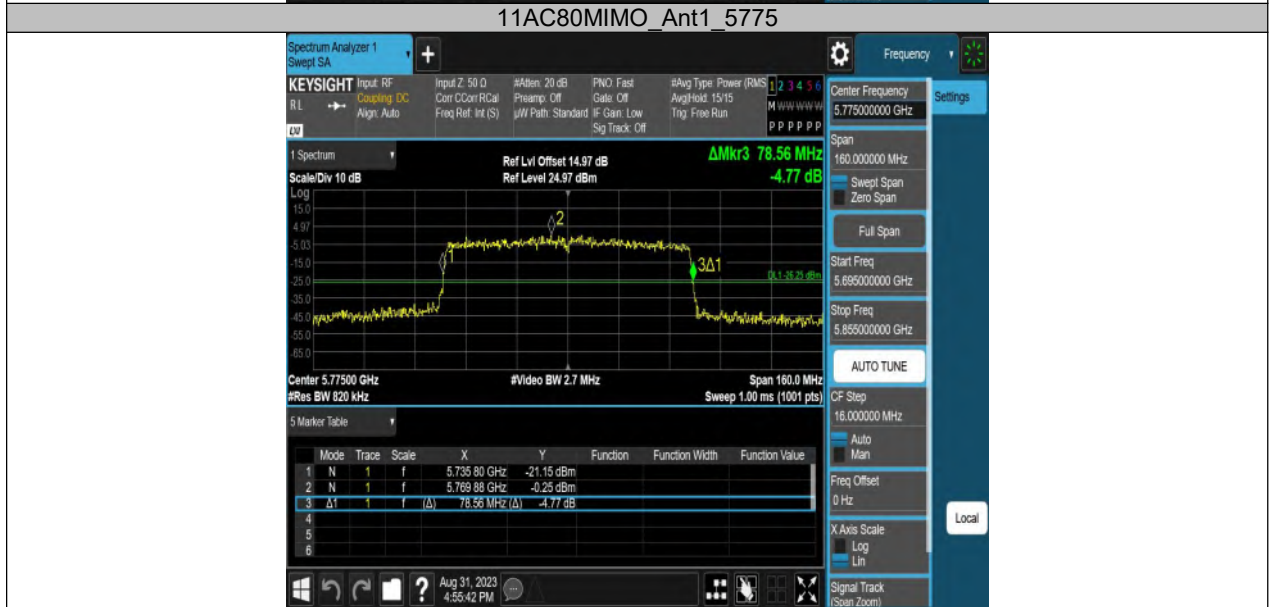 11AC80MIMO_Ant1_5775
Spectrum Analyzer 1
Swept SA
+
Frequency
KEYSIGHT
Input: RF
Input Z: 50 Ω
#Atten: 20 dB
PNO: Fast
#Avg Type: Power (RMS
1 2 3 4 5 6
RL
Coupling: DC
Corr CCorr RCal
Preamp: Off
Gate: Off
Avg|Hold: 15/15
M W W W W W
Align: Auto
Freq Ref: Int (S)
µW Path: Standard
IF Gain: Low
Trig: Free Run
Sig Track: Off
P P P P P P
LXI
1 Spectrum
Ref Lvl Offset 14.97 dB
ΔMkr3 78.56 MHz
Scale/Div 10 dB
Ref Level 24.97 dBm
-4.77 dB
Log
15.0
4.97
-5.03
-15.0
-25.0
-35.0
-45.0
-55.0
-65.0
2
1
3Δ1
DL1 -26.25 dBm
Center 5.77500 GHz
#Video BW 2.7 MHz
Span 160.0 MHz
#Res BW 820 kHz
Sweep 1.00 ms (1001 pts)
5 Marker Table
Mode Trace Scale X Y Function Function Width Function Value
1 N 1 f 5.735 80 GHz -21.15 dBm
2 N 1 f 5.769 88 GHz -0.25 dBm
3 Δ1 1 f (Δ) 78.56 MHz (Δ) -4.77 dB
4
5
6
?
Aug 31, 2023
4:55:42 PM
Center Frequency
5.775000000 GHz
Settings
Span
160.000000 MHz
Swept Span
Zero Span
Full Span
Start Freq
5.695000000 GHz
Stop Freq
5.855000000 GHz
AUTO TUNE
CF Step
16.000000 MHz
Auto
Man
Freq Offset
0 Hz
X Axis Scale
Log
Lin
Local
Signal Track
(Span Zoom)